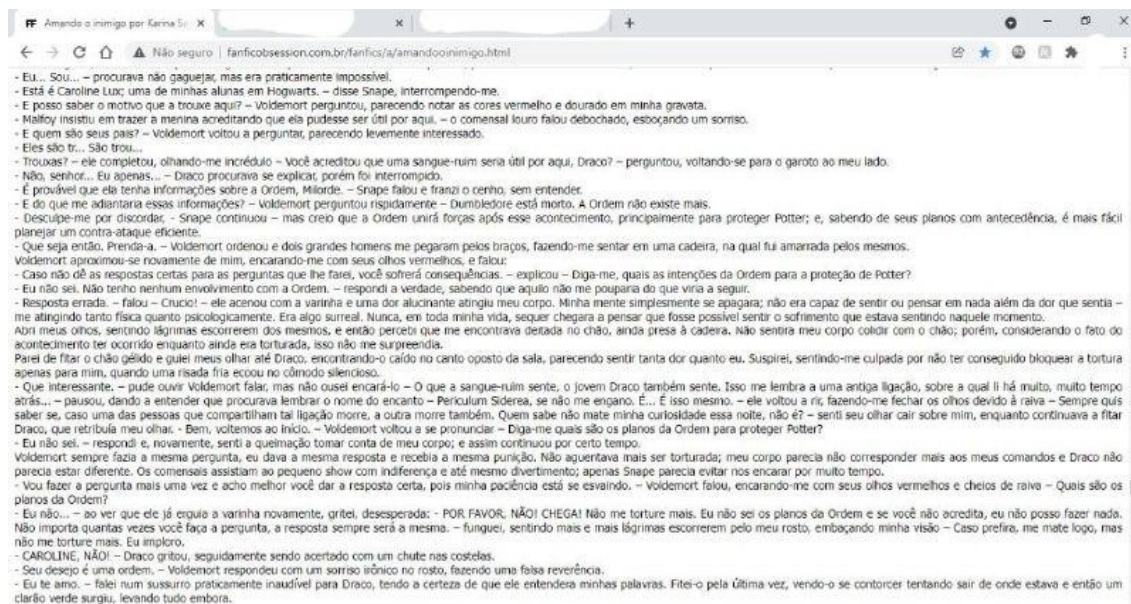 FF Amando o inimigo por Karina S
Não seguro | fanficobsession.com.br/fanfics/a/amandooinimigo.html
- Eu... Sou... – procurava não gaguejar, mas era praticamente impossível.
- Está é Caroline Lux; uma de minhas alunas em Hogwarts. – disse Snape, interrompendo-me.
- E posso saber o motivo que a trouxe aqui? – Voldemort perguntou, parecendo notar as cores vermelho e dourado em minha gravata.
- Malfoy insistiu em trazer a menina acreditando que ela pudesse ser útil por aqui. – o comensal louro falou debochado, esboçando um sorriso.
- E quem são seus pais? – Voldemort voltou a perguntar, parecendo levemente interessado.
- Eles são tr... São trou...
- Trouxas? – ele completou, olhando-me incrédulo – Você acreditou que uma sangue-ruim seria útil por aqui, Draco? – perguntou, voltando-se para o garoto ao meu lado.
- Não, senhor... Eu apenas... – Draco procurava se explicar, porém foi interrompido.
- É provável que ela tenha informações sobre a Ordem, Milorde. – Snape falou e franzi o cenho, sem entender.
- E do que me adiantaria essas informações? – Voldemort perguntou rispidamente – Dumbledore está morto. A Ordem não existe mais.
- Desculpe-me por discordar, - Snape continuou – mas creio que a Ordem unirá forças após esse acontecimento, principalmente para proteger Potter; e, sabendo de seus planos com antecedência, é mais fácil
planejar um contra-ataque eficiente.
- Que seja então. Prenda-a. – Voldemort ordenou e dois grandes homens me pegaram pelos braços, fazendo-me sentar em uma cadeira, na qual fui amarrada pelos mesmos.
Voldemort aproximou-se novamente de mim, encarando-me com seus olhos vermelhos, e falou:
- Caso não dê as respostas certas para as perguntas que lhe farei, você sofrerá consequências. – explicou – Diga-me, quais as intenções da Ordem para a proteção de Potter?
- Eu não sei. Não tenho nenhum envolvimento com a Ordem. – respondi a verdade, sabendo que aquilo não me pouparia do que viria a seguir.
- Resposta errada. – falou – Crucio! – ele acenou com a varinha e uma dor alucinante atingiu meu corpo. Minha mente simplesmente se apagara; não era capaz de sentir ou pensar em nada além da dor que sentia –
me atingindo tanto física quanto psicologicamente. Era algo surreal. Nunca, em toda minha vida, sequer chegara a pensar que fosse possível sentir o sofrimento que estava sentindo naquele momento.
Abri meus olhos, sentindo lágrimas escorrerem dos mesmos, e então percebi que me encontrava deitada no chão, ainda presa à cadeira. Não sentira meu corpo colidir com o chão; porém, considerando o fato do
acontecimento ter ocorrido enquanto ainda era torturada, isso não me surpreendia.
Parei de fitar o chão gélido e guiei meus olhar até Draco, encontrando-o caído no canto oposto da sala, parecendo sentir tanta dor quanto eu. Suspirei, sentindo-me culpada por não ter conseguido bloquear a tortura
apenas para mim, quando uma risada fria ecoou no cômodo silencioso.
- Que interessante. – pude ouvir Voldemort falar, mas não ousei encará-lo – O que a sangue-ruim sente, o jovem Draco também sente. Isso me lembra a uma antiga ligação, sobre a qual li há muito, muito tempo
atrás... – pausou, dando a entender que procurava lembrar o nome do encanto – Periculum Siderea, se não me engano. É... É isso mesmo. – ele voltou a rir, fazendo-me fechar os olhos devido à raiva – Sempre quis
saber se, caso uma das pessoas que compartilham tal ligação morre, a outra morre também. Quem sabe não mate minha curiosidade essa noite, não é? – senti seu olhar cair sobre mim, enquanto continuava a fitar
Draco, que retribuía meu olhar. - Bem, voltemos ao início. – Voldemort voltou a se pronunciar – Diga-me quais são os planos da Ordem para proteger Potter?
- Eu não sei. – respondi e, novamente, senti a queimação tomar conta de meu corpo; e assim continuou por certo tempo.
Voldemort sempre fazia a mesma pergunta, eu dava a mesma resposta e recebia a mesma punição. Não aguentava mais ser torturada; meu corpo parecia não corresponder mais aos meus comandos e Draco não
parecia estar diferente. Os comensais assistiam ao pequeno show com indiferença e até mesmo divertimento; apenas Snape parecia evitar nos encarar por muito tempo.
- Vou fazer a pergunta mais uma vez e acho melhor você dar a resposta certa, pois minha paciência está se esvaindo. – Voldemort falou, encarando-me com seus olhos vermelhos e cheios de raiva – Quais são os
planos da Ordem?
- Eu não... – ao ver que ele já erguia a varinha novamente, gritei, desesperada: - POR FAVOR, NÃO! CHEGA! Não me torture mais. Eu não sei os planos da Ordem e se você não acredita, eu não posso fazer nada.
Não importa quantas vezes você faça a pergunta, a resposta sempre será a mesma. – funguei, sentindo mais e mais lágrimas escorrerem pelo meu rosto, embaçando minha visão – Caso prefira, me mate logo, mas
não me torture mais. Eu imploro.
- CAROLINE, NÃO! – Draco gritou, seguidamente sendo acertado com um chute nas costelas.
- Seu desejo é uma ordem. – Voldemort respondeu com um sorriso irônico no rosto, fazendo uma falsa reverência.
- Eu te amo. – falei num sussurro praticamente inaudível para Draco, tendo a certeza de que ele entendera minhas palavras. Fitei-o pela última vez, vendo-o se contorcer tentando sair de onde estava e então um
clarão verde surgiu, levando tudo embora.